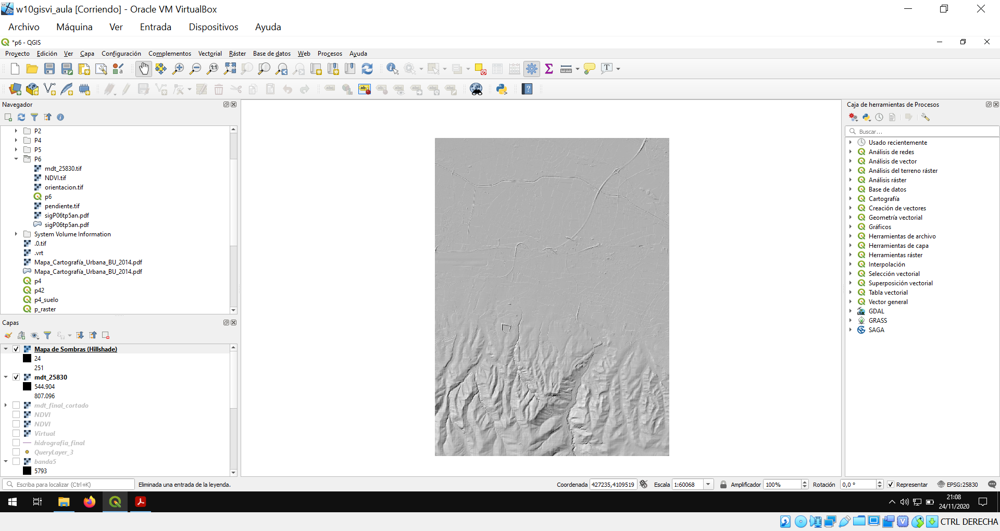 w10gisvi_aula [Corriendo] - Oracle VM VirtualBox
Archivo Máquina Ver Entrada Dispositivos Ayuda
*p6 - QGIS
Proyecto Edición Ver Capa Configuración Complementos Vectorial Ráster Base de datos Web Procesos Ayuda
Navegador
P2
P4
P5
P6
mdt_25830.tif
NDVI.tif
orientacion.tif
p6
pendiente.tif
sigP06tp5an.pdf
sigP06tp5an.pdf
System Volume Information
.0.tif
.vrt
Mapa_Cartografía_Urbana_BU_2014.pdf
Mapa_Cartografía_Urbana_BU_2014.pdf
p4
p42
p4_suelo
p_raster
Capas
Mapa de Sombras (Hillshade)
24
251
mdt_25830
544.904
807.096
mdt_final_cortado
NDVI
NDVI
Virtual
hidrografia_final
QueryLayer_3
banda5
5793
Caja de herramientas de Procesos
Buscar...
Usado recientemente
Análisis de redes
Análisis de vector
Análisis del terreno ráster
Análisis ráster
Base de datos
Cartografía
Creación de vectores
Geometría vectorial
Gráficos
Herramientas de archivo
Herramientas de capa
Herramientas ráster
Interpolación
Selección vectorial
Superposición vectorial
Tabla vectorial
Vector general
GDAL
GRASS
SAGA
Escriba para localizar (Ctrl+K) Eliminada una entrada de la leyenda. Coordenada 427235,4109519 Escala 1:60068 Amplificador 100% Rotación 0,0 ° Representar EPSG:25830
21:08
24/11/2020
CTRL DERECHA